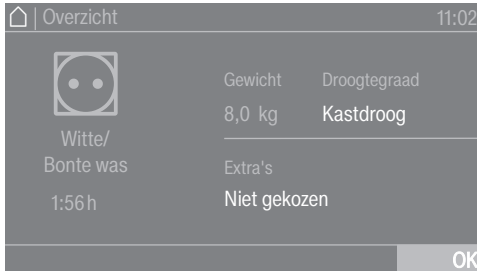 Overzicht 11:02
Witte/
Bonte was
1:56 h
Gewicht Droogtegraad
8,0 kg Kastdroog
Extra's
Niet gekozen
OK